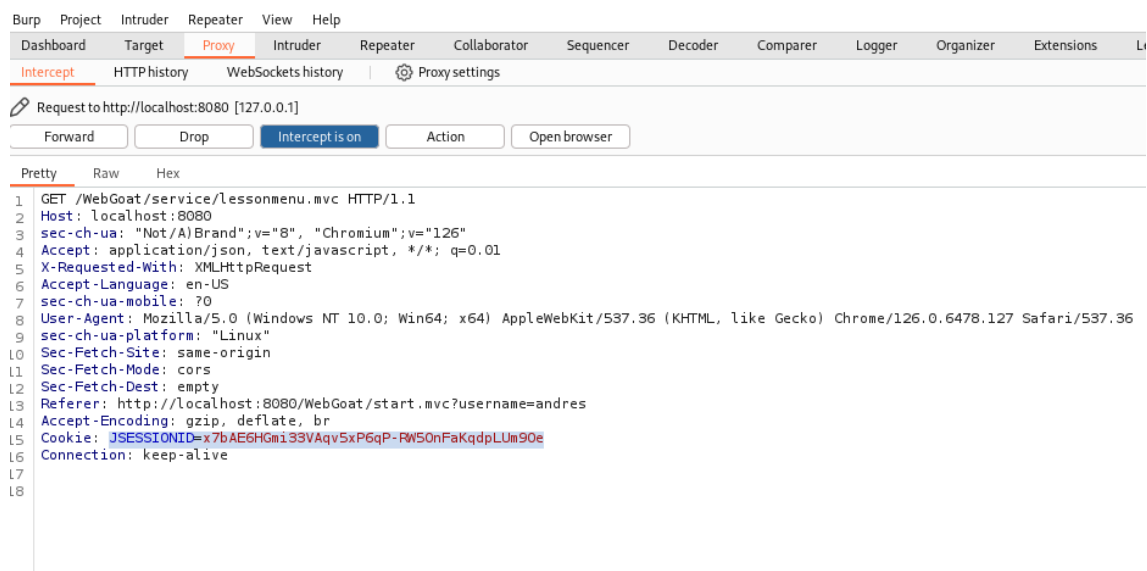 Burp Project Intruder Repeater View Help
Dashboard Target Proxy Intruder Repeater Collaborator Sequencer Decoder Comparer Logger Organizer Extensions Le
Intercept HTTP history WebSockets history Proxy settings
Request to http://localhost:8080 [127.0.0.1]
Forward Drop Intercept is on Action Open browser
Pretty Raw Hex
1 GET /WebGoat/service/lessonmenu.mvc HTTP/1.1
2 Host: localhost:8080
3 sec-ch-ua: "Not/A)Brand";v="8", "Chromium";v="126"
4 Accept: application/json, text/javascript, */*; q=0.01
5 X-Requested-With: XMLHttpRequest
6 Accept-Language: en-US
7 sec-ch-ua-mobile: ?0
8 User-Agent: Mozilla/5.0 (Windows NT 10.0; Win64; x64) AppleWebKit/537.36 (KHTML, like Gecko) Chrome/126.0.6478.127 Safari/537.36
9 sec-ch-ua-platform: "Linux"
10 Sec-Fetch-Site: same-origin
11 Sec-Fetch-Mode: cors
12 Sec-Fetch-Dest: empty
13 Referer: http://localhost:8080/WebGoat/start.mvc?username=andres
14 Accept-Encoding: gzip, deflate, br
15 Cookie: JSESSIONID=x7bAE6HGmi33VAqv5xP6qP-RW5OnFaKqdpLUm9Oe
16 Connection: keep-alive
17
18